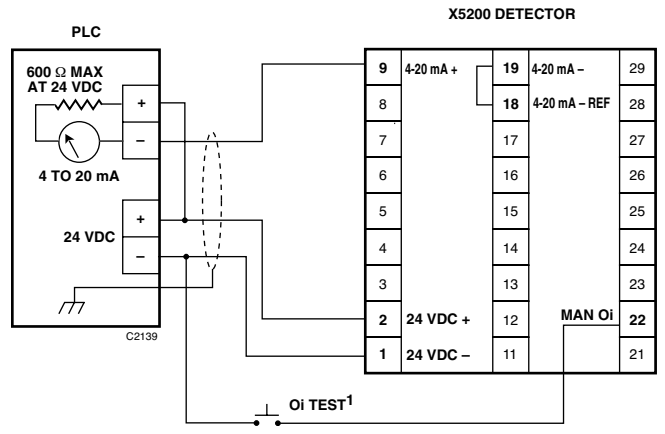 X5200 DETECTOR
PLC
600 Ω MAX
AT 24 VDC
+
–
4 TO 20 mA
+
24 VDC
–
C2139
9 4-20 mA + 19 4-20 mA – 29
8 18 4-20 mA – REF 28
7 17 27
6 16 26
5 15 25
4 14 24
3 13 23
2 24 VDC + 12 MAN Oi 22
1 24 VDC – 11 21
Oi TEST1